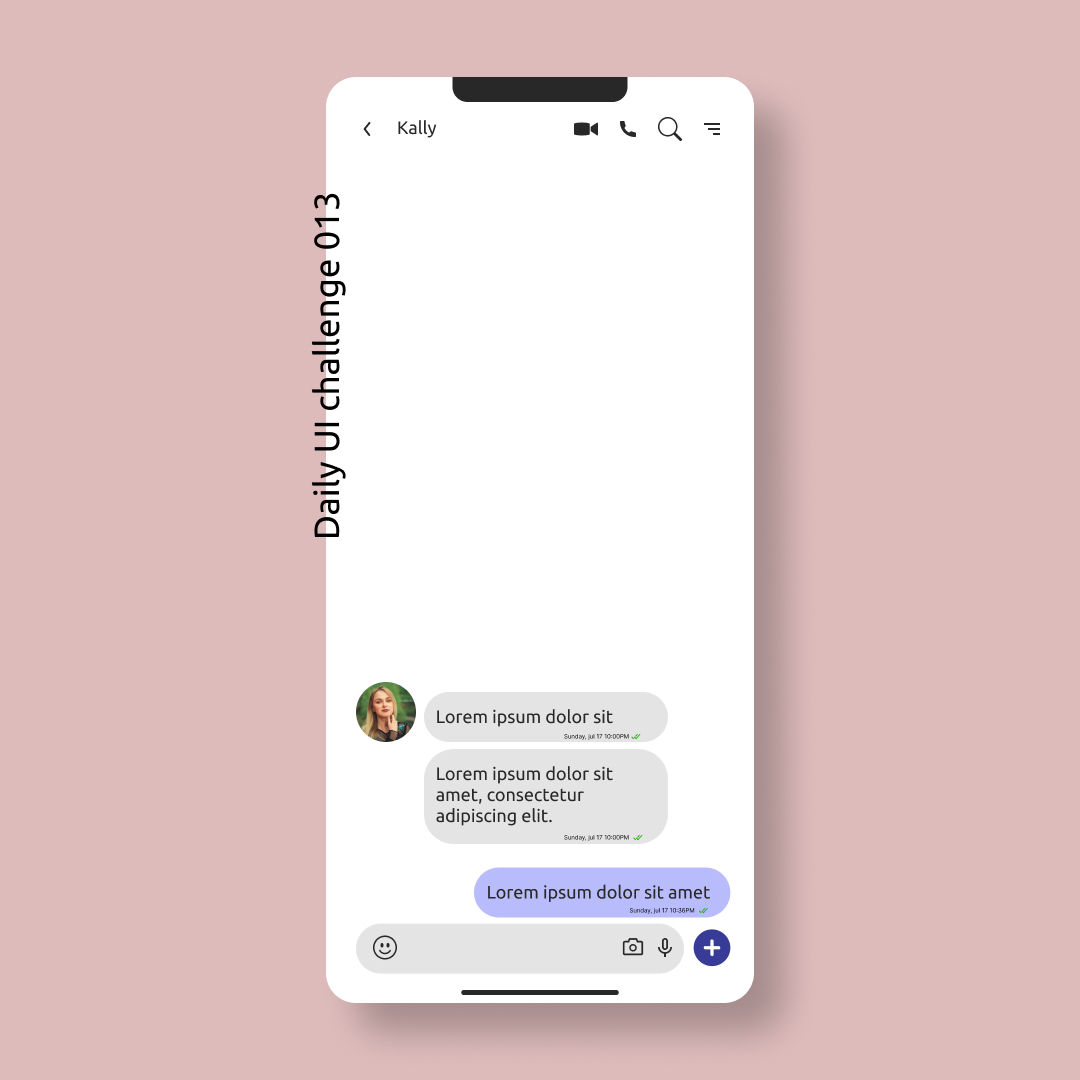 Kally
Daily UI challenge 013
Lorem ipsum dolor sit
Sunday, jul 17 10:00PM
Lorem ipsum dolor sit
amet, consectetur
adipiscing elit.
Sunday, jul 17 10:00PM
Lorem ipsum dolor sit amet
Sunday, jul 17 10:36PM